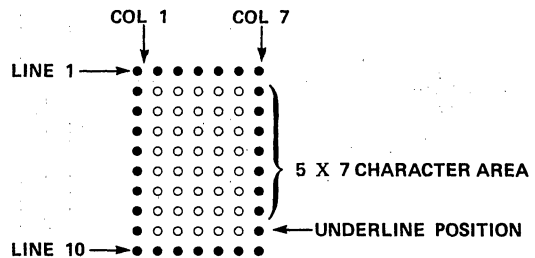 COL 1 COL 7
LINE 1
5 X 7 CHARACTER AREA
UNDERLINE POSITION
LINE 10